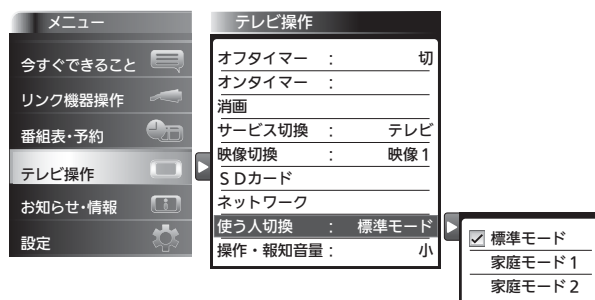 メニュー
今すぐできること
リンク機器操作
番組表・予約
テレビ操作
お知らせ・情報
設定
テレビ操作
オフタイマー : 切
オンタイマー :
消画
サービス切換 : テレビ
映像切換 : 映像1
SDカード
ネットワーク
使う人切換 : 標準モード
操作・報知音量 : 小
標準モード
家庭モード1
家庭モード2